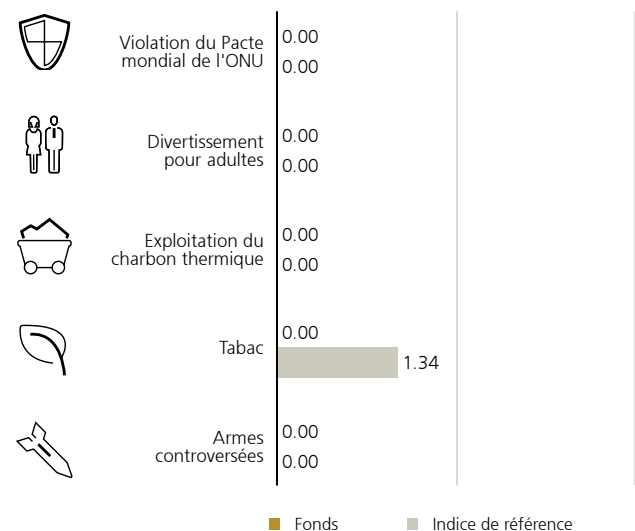 Violation du Pacte
mondial de l'ONU
0.00
0.00
Divertissement
pour adultes
0.00
0.00
Exploitation du
charbon thermique
0.00
0.00
Tabac
0.00
1.34
Armes
controversées
0.00
0.00
Fonds Indice de référence